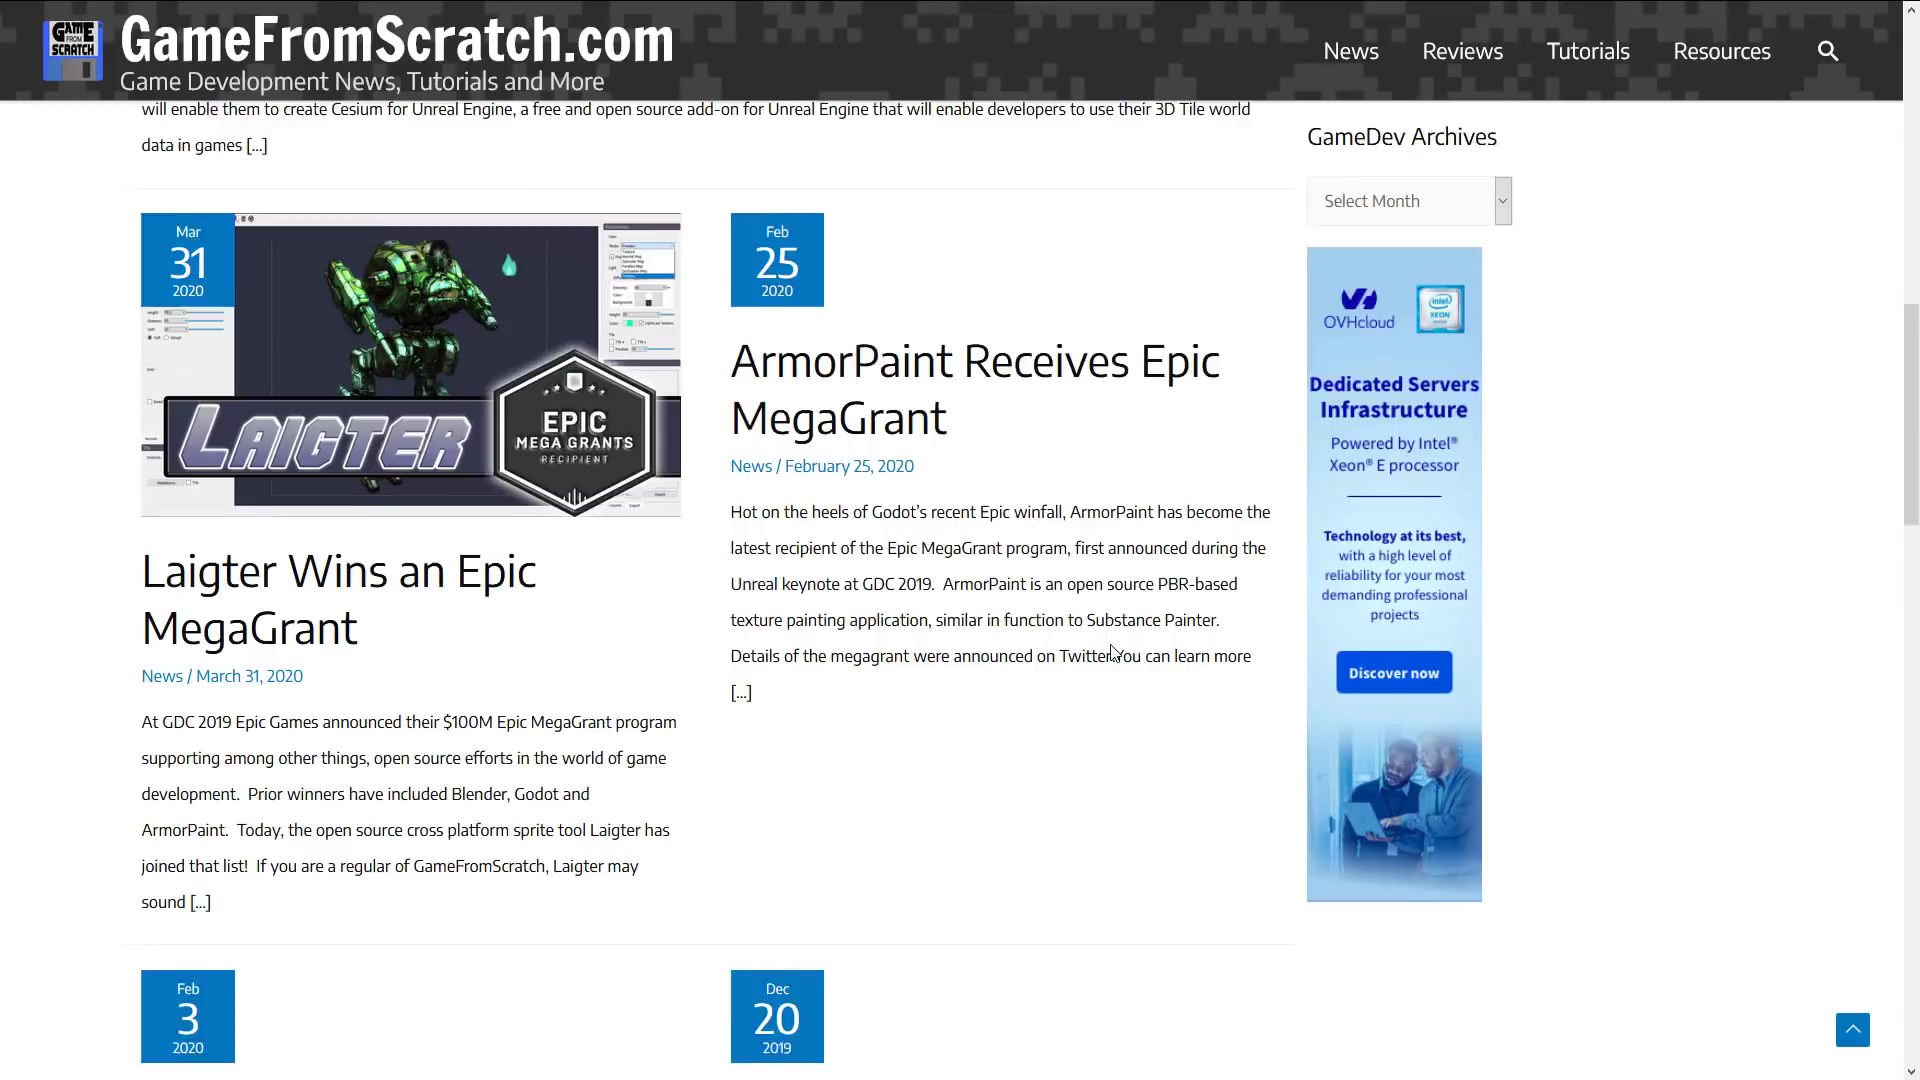 GAME
FROM
SCRATCH
GameFromScratch.com
Game Development News, Tutorials and More
News
Reviews
Tutorials
Resources
will enable them to create Cesium for Unreal Engine, a free and open source add-on for Unreal Engine that will enable developers to use their 3D Tile world
data in games [...]
Mar
31
2020
LAIGTER
EPIC
MEGA GRANTS
RECIPIENT
Laigter Wins an Epic
MegaGrant
News / March 31, 2020
At GDC 2019 Epic Games announced their $100M Epic MegaGrant program
supporting among other things, open source efforts in the world of game
development.  Prior winners have included Blender, Godot and
ArmorPaint.  Today, the open source cross platform sprite tool Laigter has
joined that list!  If you are a regular of GameFromScratch, Laigter may
sound [...]
Feb
25
2020
ArmorPaint Receives Epic
MegaGrant
News / February 25, 2020
Hot on the heels of Godot’s recent Epic winfall, ArmorPaint has become the
latest recipient of the Epic MegaGrant program, first announced during the
Unreal keynote at GDC 2019.  ArmorPaint is an open source PBR-based
texture painting application, similar in function to Substance Painter.
Details of the megagrant were announced on Twitter.You can learn more
[...]
Feb
3
2020
Dec
20
2019
GameDev Archives
Select Month
OVHcloud
intel
XEON
Dedicated Servers
Infrastructure
Powered by Intel®
Xeon® E processor
Technology at its best,
with a high level of
reliability for your most
demanding professional
projects
Discover now